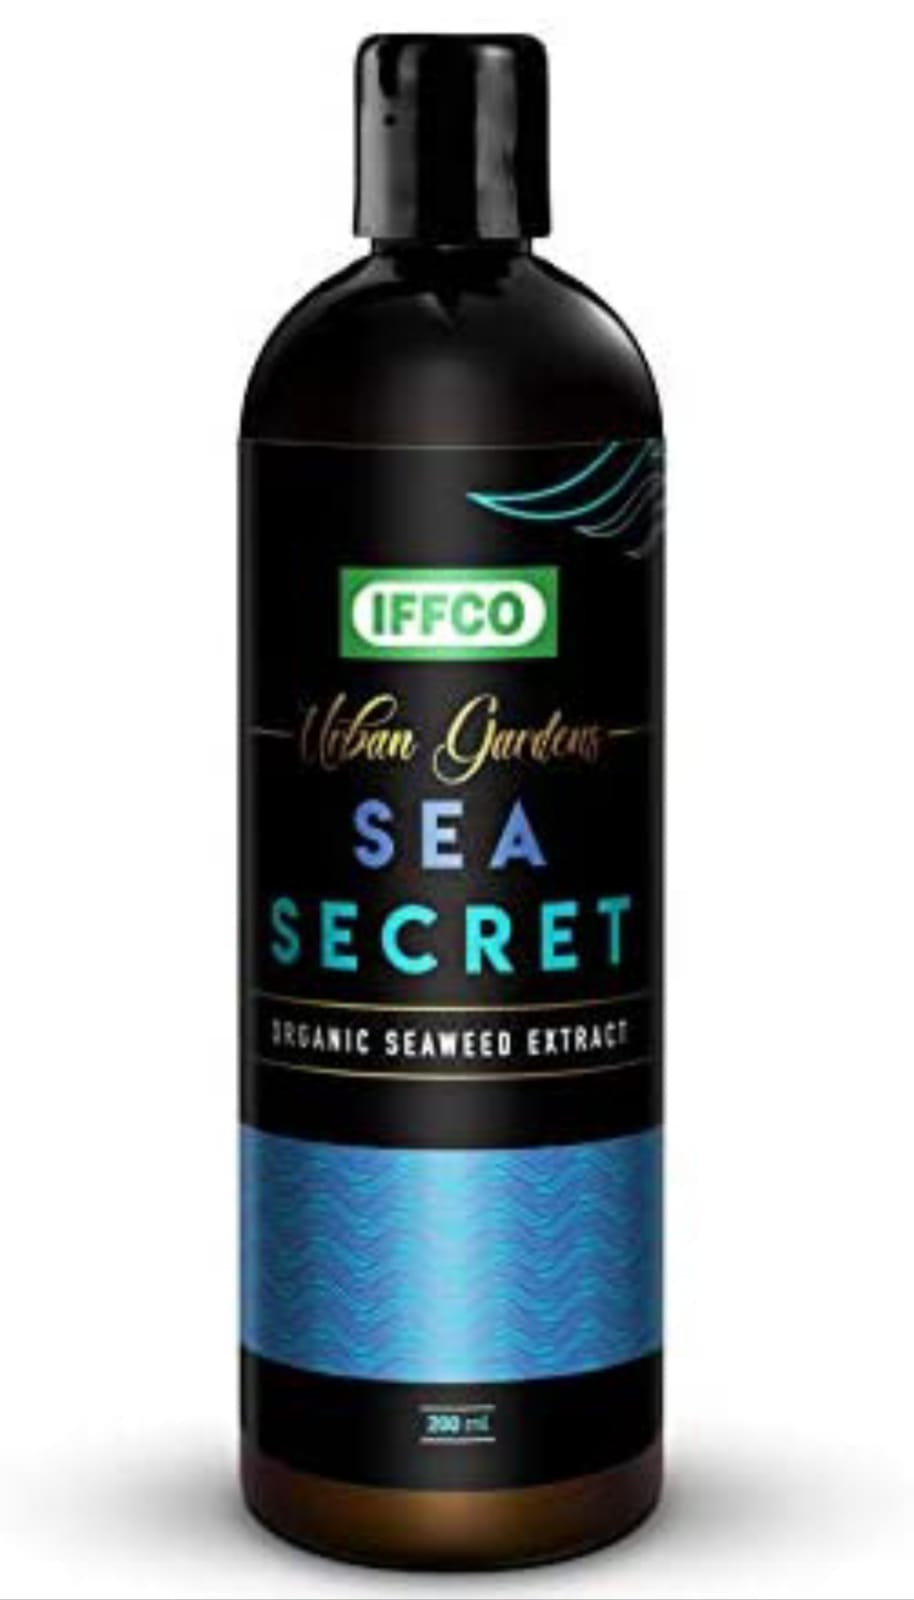 IFFCO
Urban Gardens
SEA
SECRET
ORGANIC SEAWEED EXTRACT
200 ml